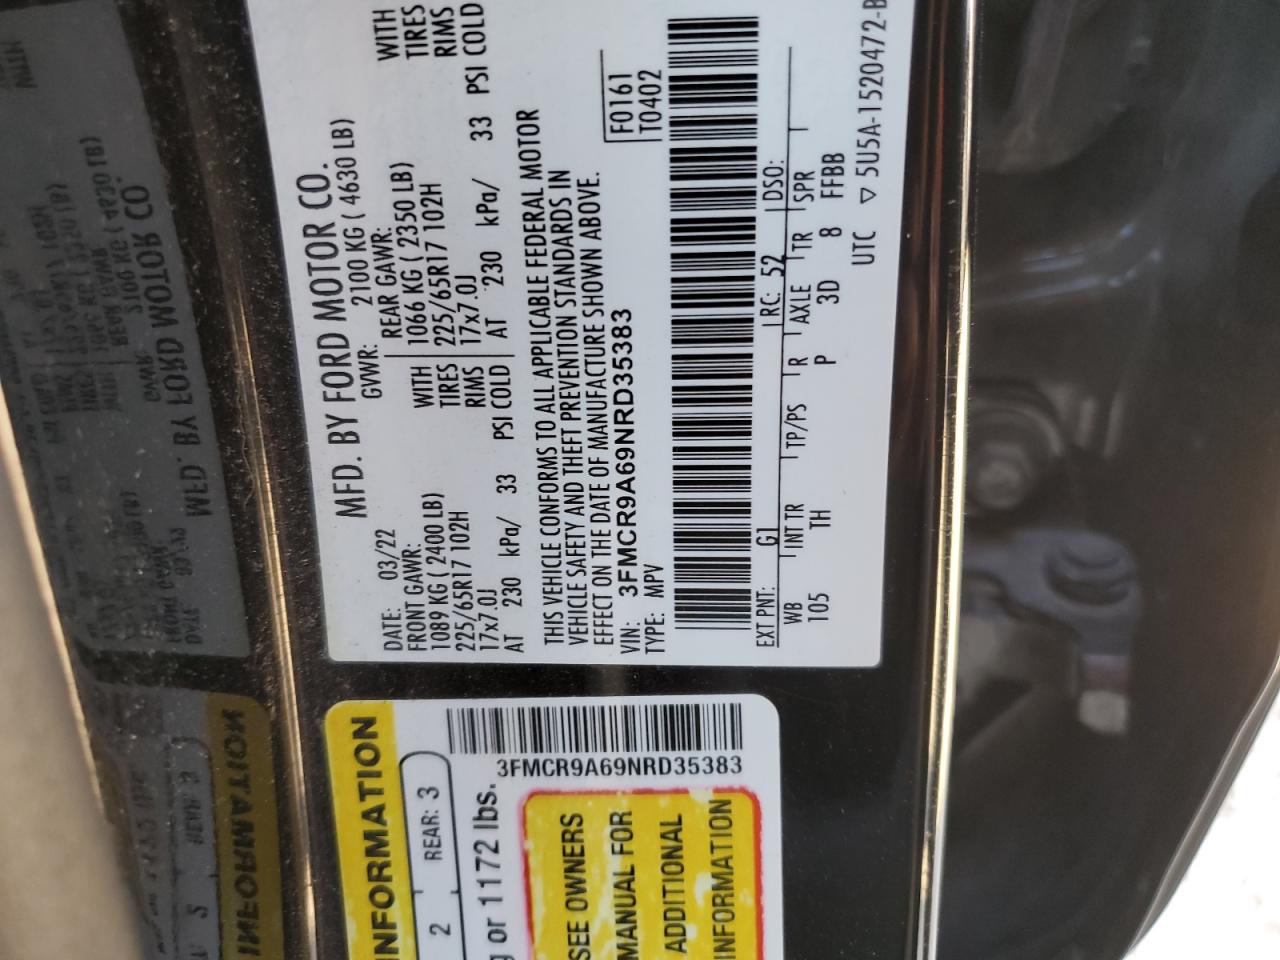 MFD. BY FORD MOTOR CO.
DATE: 03/22 GVWR: 2100 KG ( 4630 LB)
FRONT GAWR: REAR GAWR:
1089 KG ( 2400 LB) WITH 1066 KG ( 2350 LB) WITH
225/65R17 102H TIRES 225/65R17 102H TIRES
17x7.0J RIMS 17x7.0J RIMS
AT 230 kPa/ 33 PSI COLD AT 230 kPa/ 33 PSI COLD
THIS VEHICLE CONFORMS TO ALL APPLICABLE FEDERAL MOTOR
VEHICLE SAFETY AND THEFT PREVENTION STANDARDS IN
EFFECT ON THE DATE OF MANUFACTURE SHOWN ABOVE.
VIN: 3FMCR9A69NRD35383
TYPE: MPV
F0161
T0402
EXT PNT: G1 RC: 52 DSO:
WB INT TR TP/PS R AXLE TR SPR
105 TH P 3D 8 FFBB
UTC ▽ 5U5A-1520472-B
INFORMATION
2 REAR: 3
or 1172 lbs.
3FMCR9A69NRD35383
SEE OWNERS
MANUAL FOR
ADDITIONAL
INFORMATION